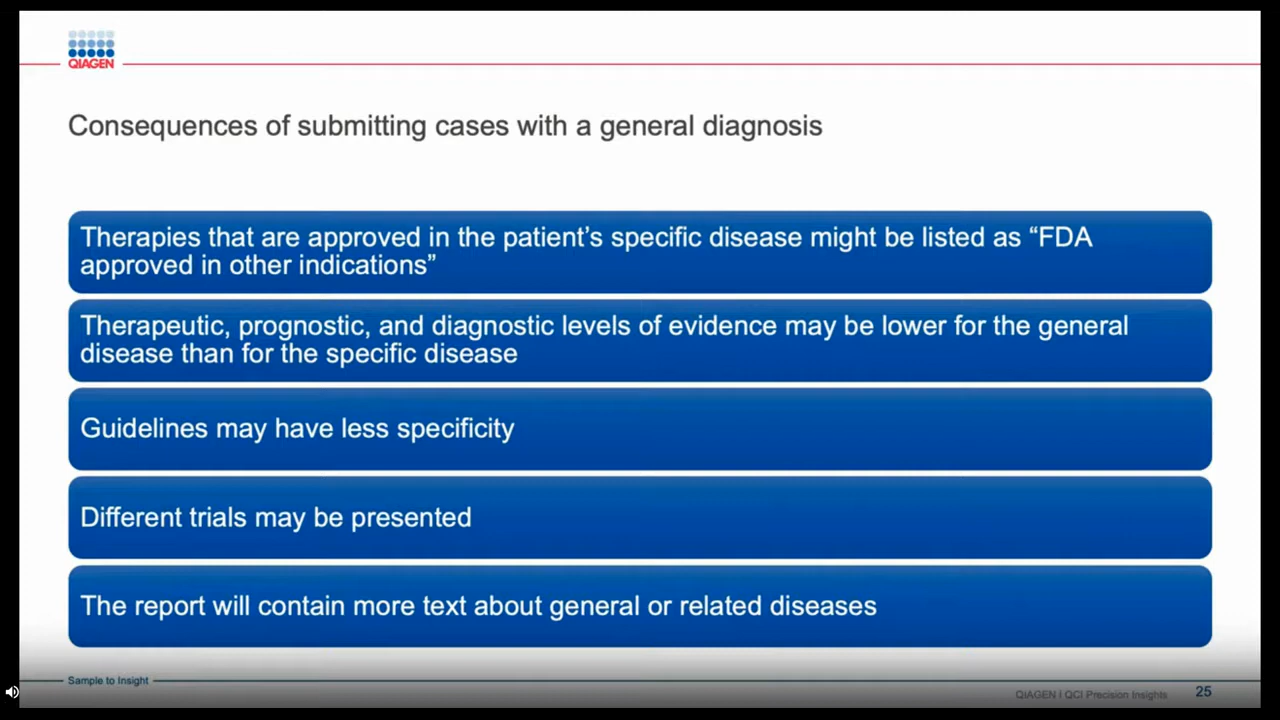 QIAGEN
Consequences of submitting cases with a general diagnosis
Therapies that are approved in the patient’s specific disease might be listed as “FDA
approved in other indications”
Therapeutic, prognostic, and diagnostic levels of evidence may be lower for the general
disease than for the specific disease
Guidelines may have less specificity
Different trials may be presented
The report will contain more text about general or related diseases
Sample to Insight
QIAGEN | QCI Precision Insights
25